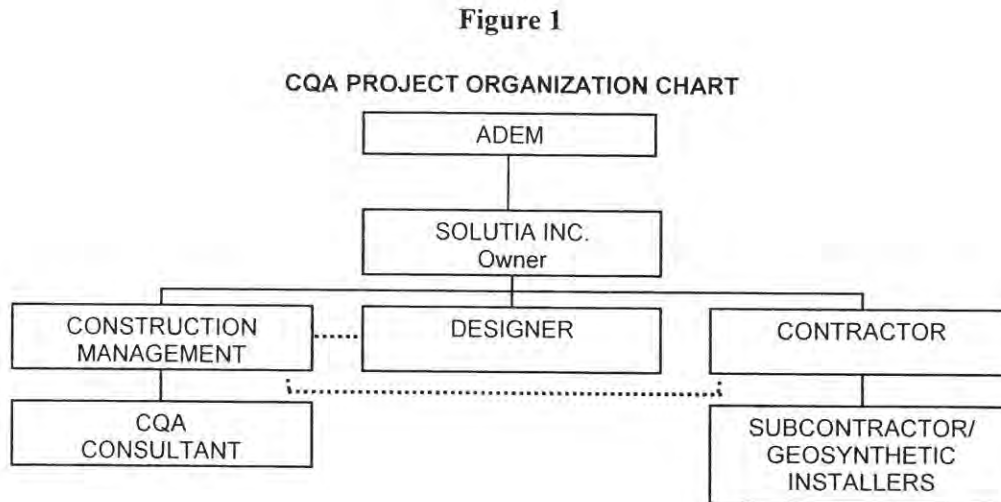 Figure 1
CQA PROJECT ORGANIZATION CHART
ADEM
SOLUTIA INC.
Owner
CONSTRUCTION
MANAGEMENT
DESIGNER
CONTRACTOR
CQA
CONSULTANT
SUBCONTRACTOR/
GEOSYNTHETIC
INSTALLERS